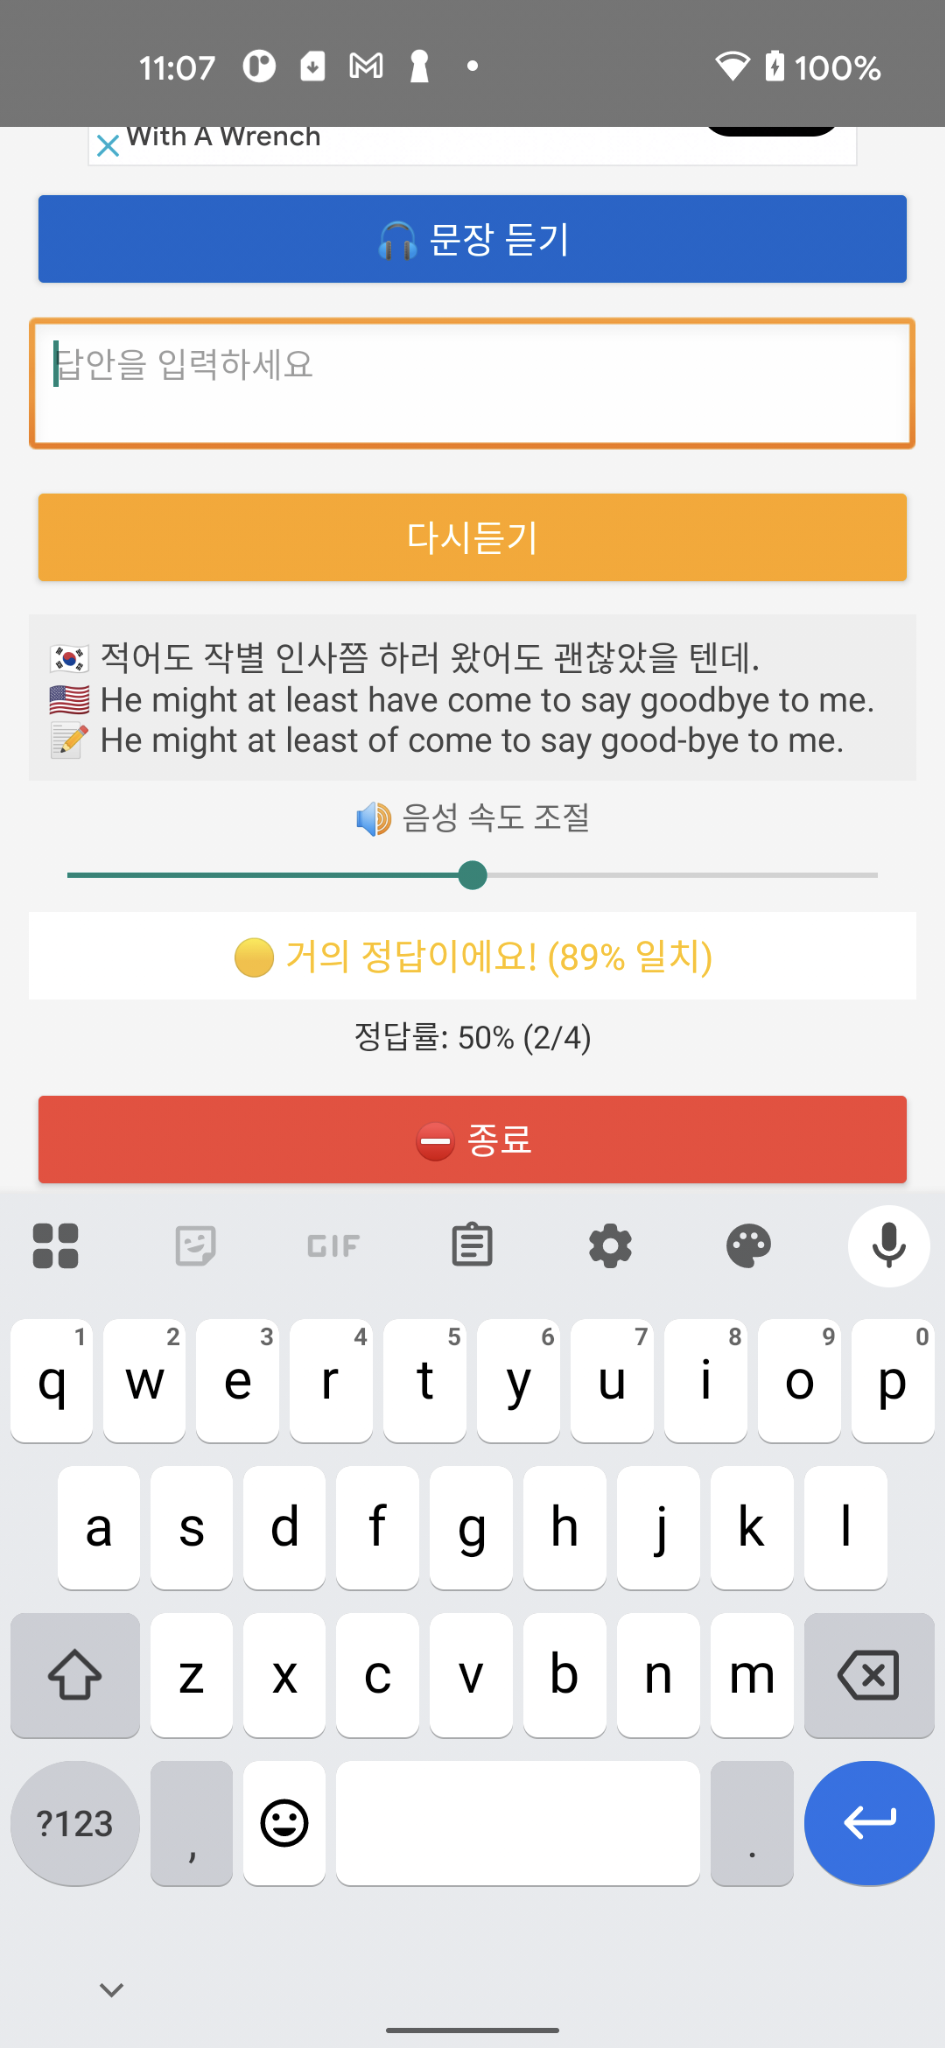 11:07
100%
With A Wrench
🎧 문장 듣기
답안을 입력하세요
다시듣기
🇰🇷 적어도 작별 인사쯤 하러 왔어도 괜찮았을 텐데.
🇺🇸 He might at least have come to say goodbye to me.
📝 He might at least of come to say good-bye to me.
🔊 음성 속도 조절
🟡 거의 정답이에요! (89% 일치)
정답률: 50% (2/4)
⛔ 종료
GIF
1 2 3 4 5 6 7 8 9 0
q w e r t y u i o p
a s d f g h j k l
z x c v b n m
?123 , .